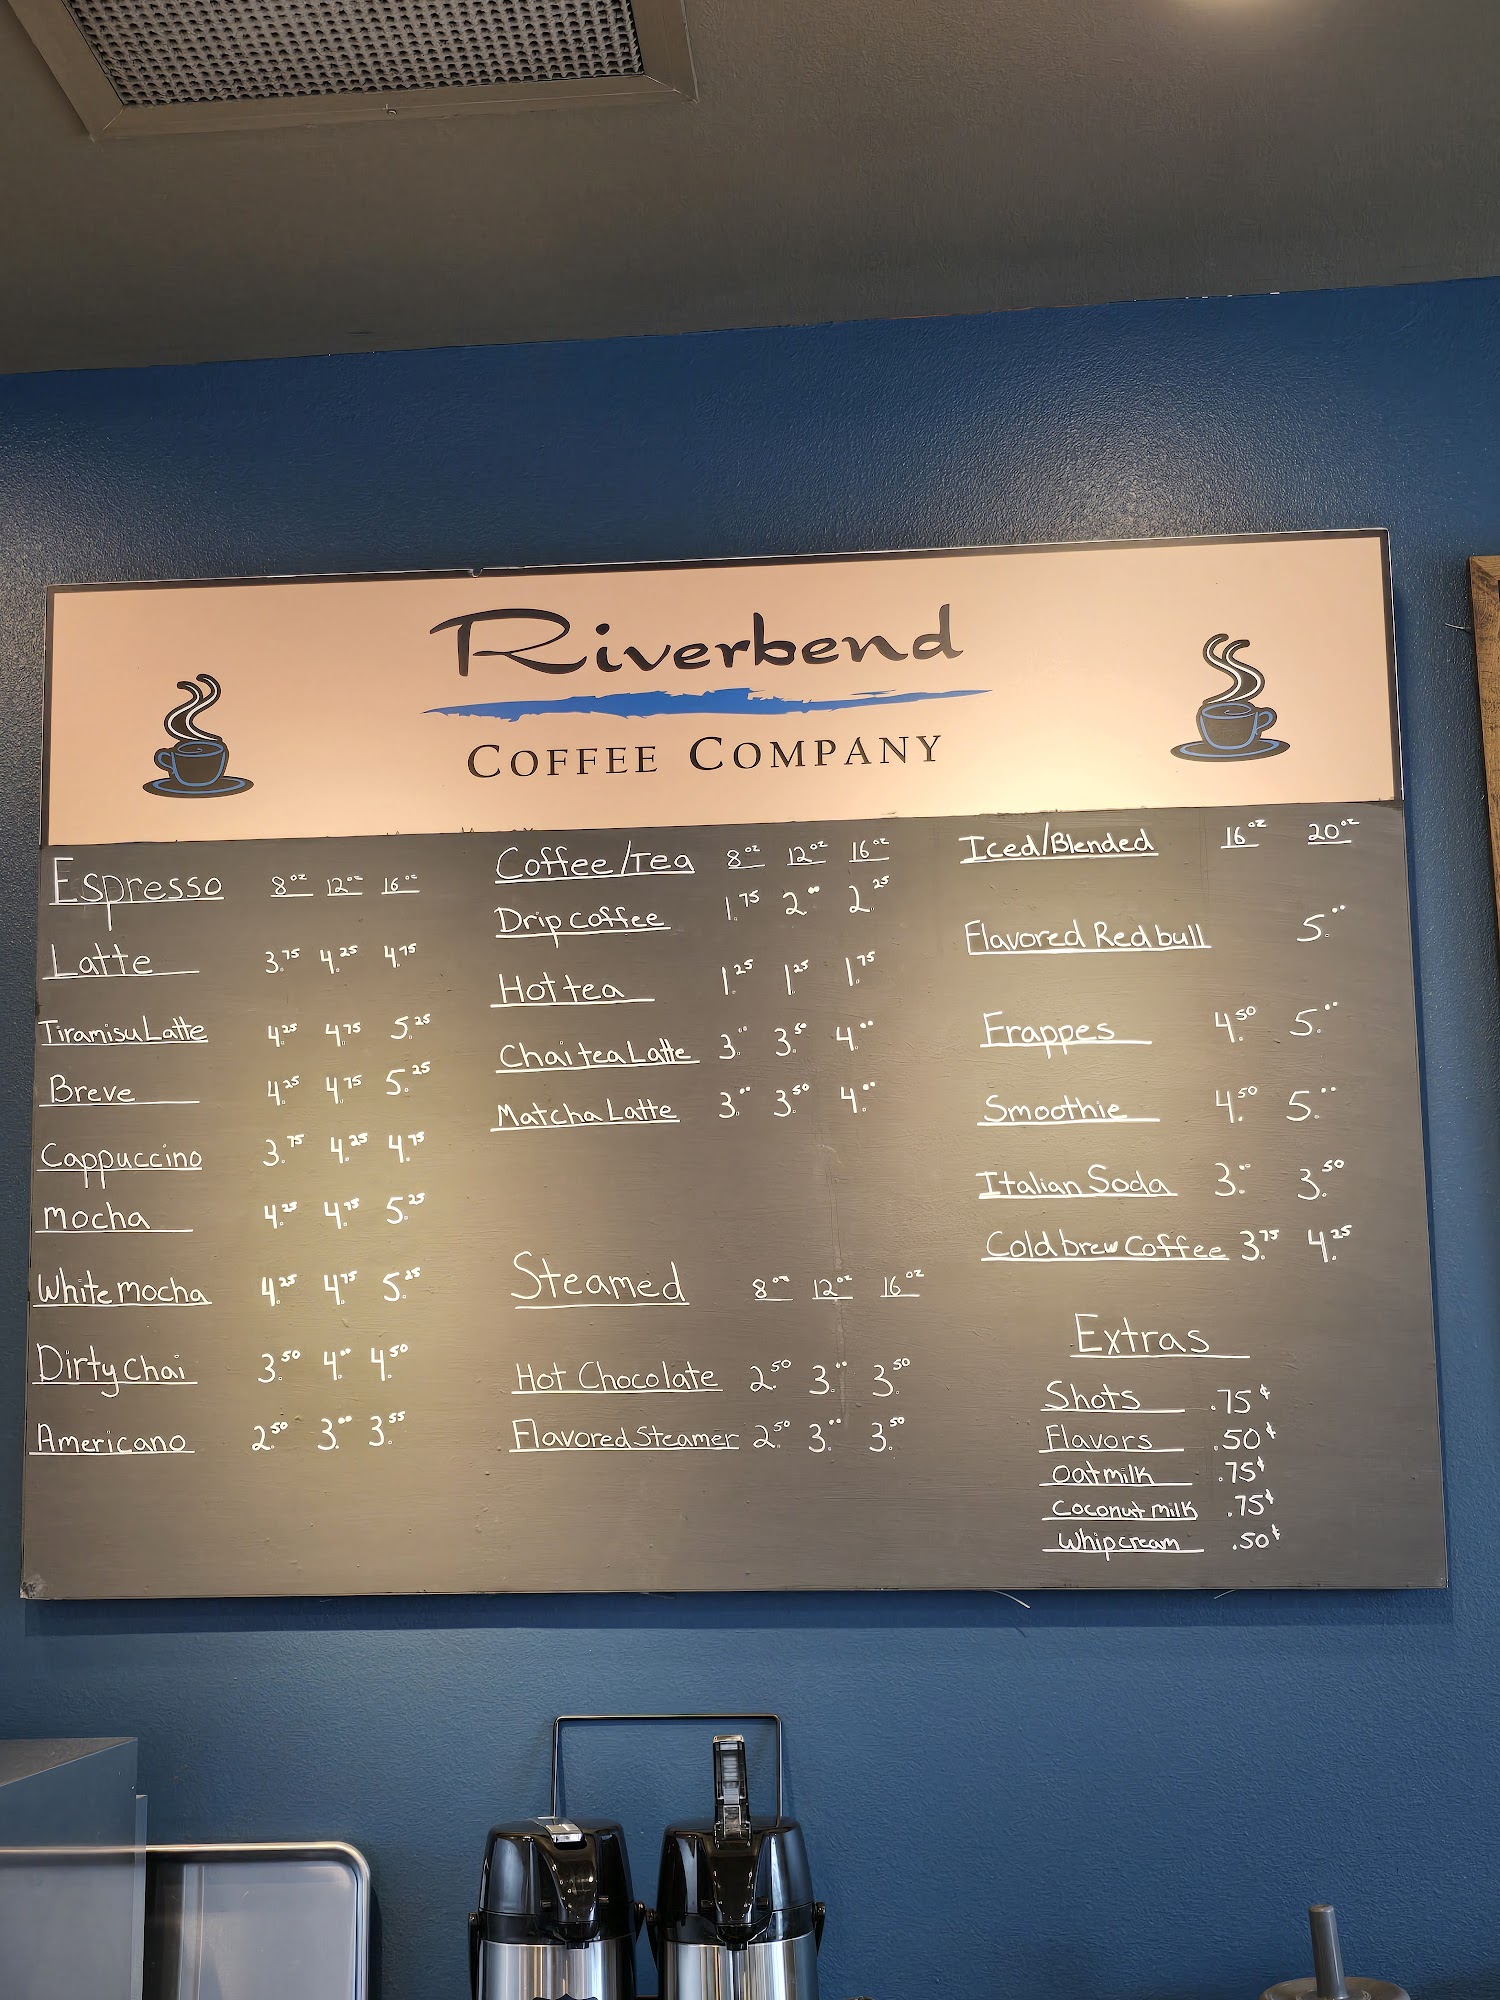 Riverbend
COFFEE COMPANY
Espresso 8oz 12oz 16oz
Latte 3.75 4.25 4.75
Tiramisu Latte 4.25 4.75 5.25
Breve 4.25 4.75 5.25
Cappuccino 3.75 4.25 4.75
Mocha 4.25 4.75 5.25
White mocha 4.25 4.75 5.25
Dirty Chai 3.50 4.00 4.50
Americano 2.50 3.00 3.55
Coffee/Tea 8oz 12oz 16oz
Drip coffee 1.75 2.00 2.25
Hot tea 1.25 1.25 1.75
Chai tea Latte 3.00 3.50 4.00
Matcha Latte 3.00 3.50 4.00
Steamed 8oz 12oz 16oz
Hot Chocolate 2.50 3.00 3.50
Flavored Steamer 2.50 3.00 3.50
Iced/Blended 16oz 20oz
Flavored Redbull 5.00
Frappes 4.50 5.00
Smoothie 4.50 5.00
Italian Soda 3.00 3.50
Cold brew Coffee 3.75 4.25
Extras
Shots .75¢
Flavors .50¢
Oatmilk .75¢
Coconut milk .75¢
Whipcream .50¢